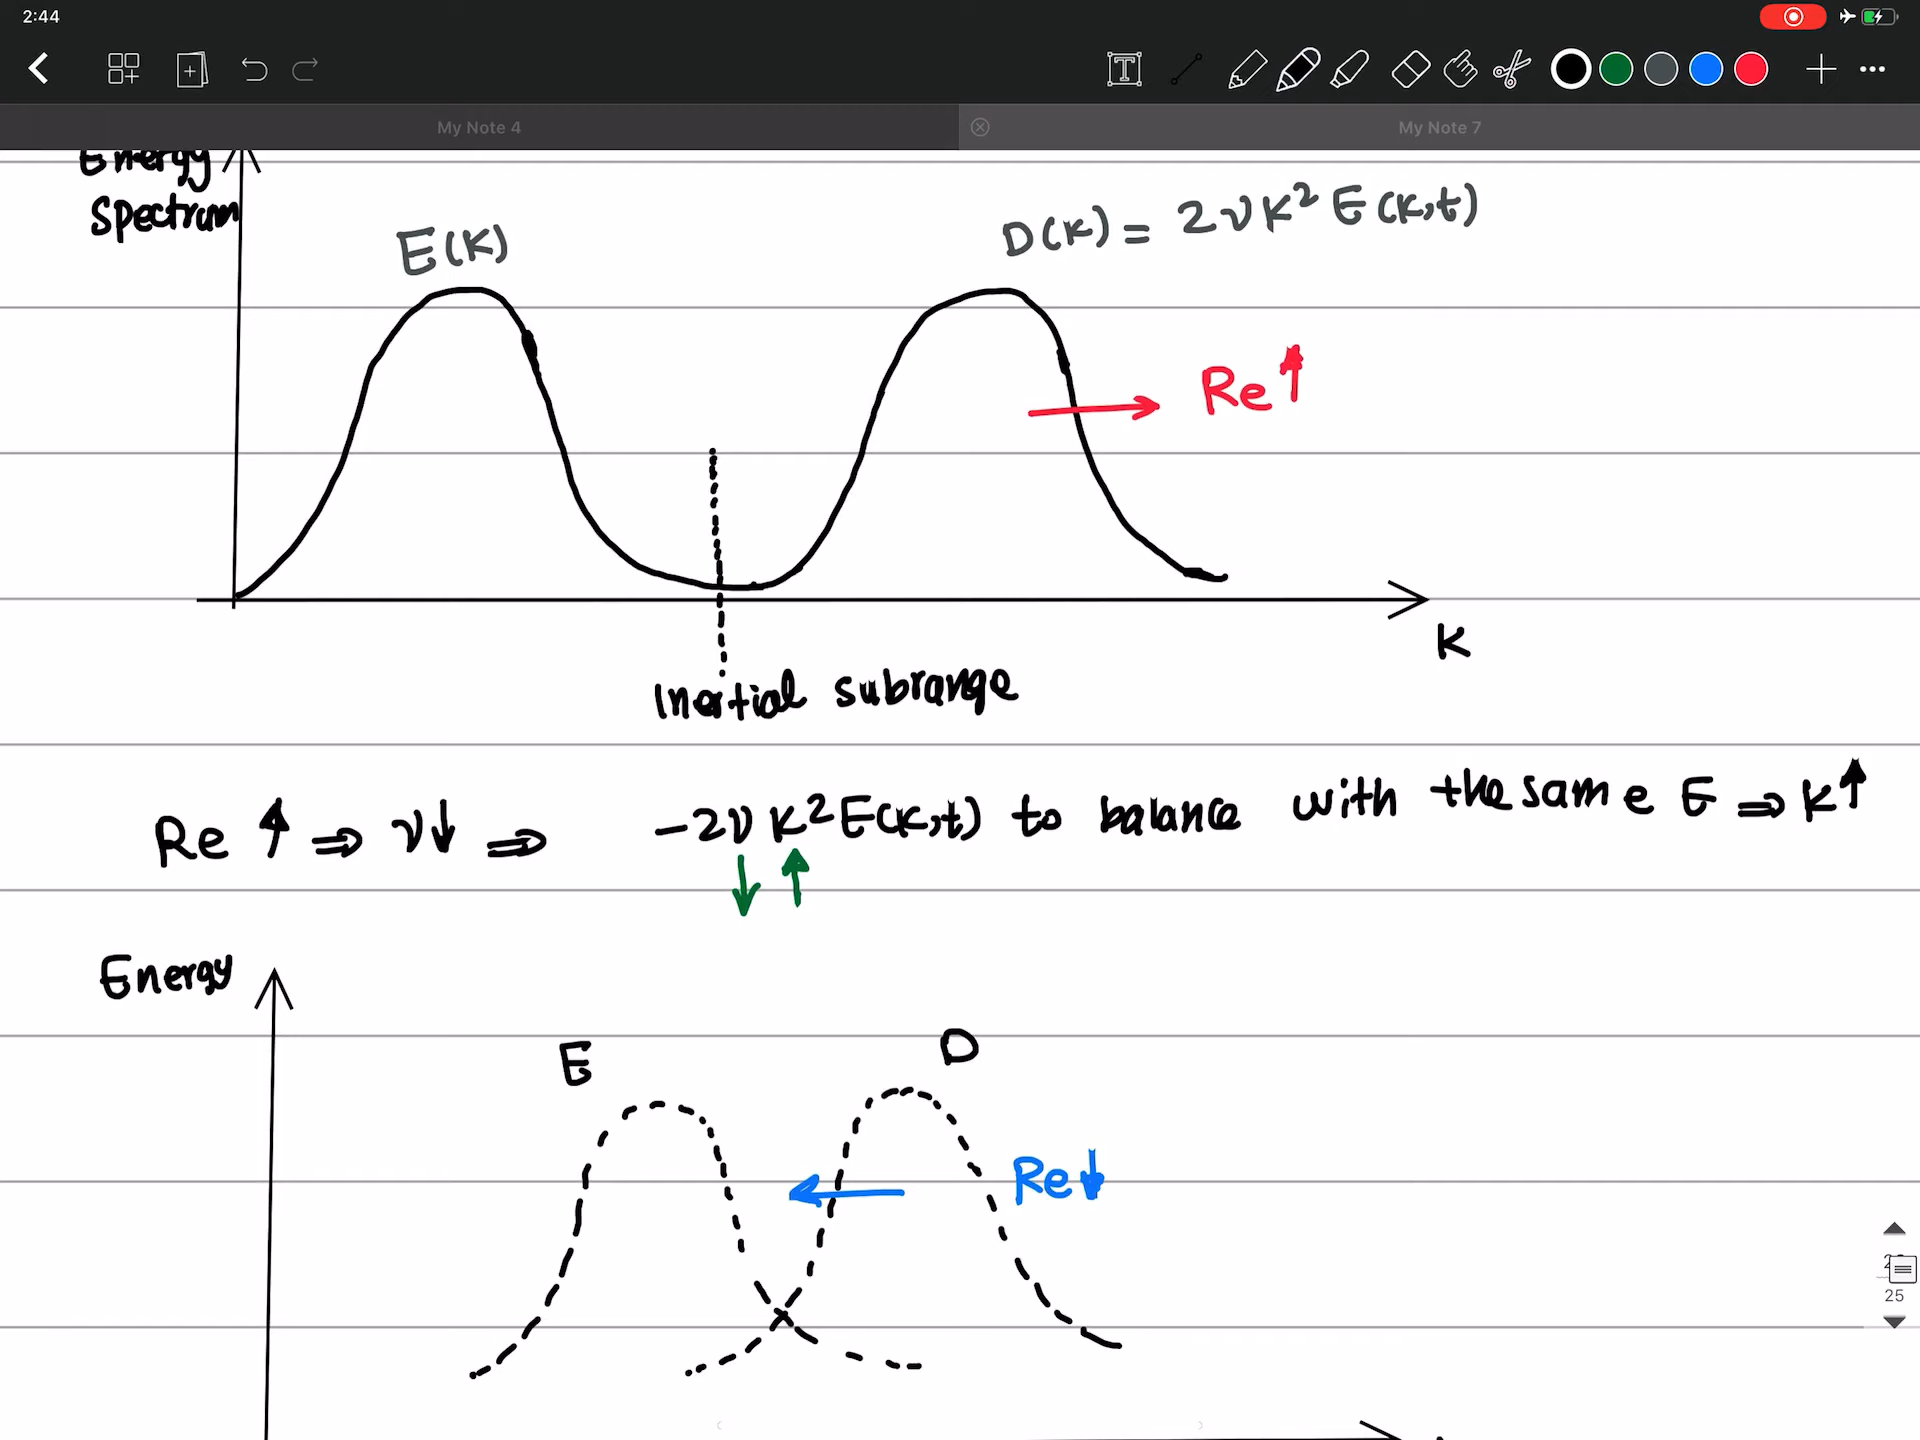 2:44
My Note 4
My Note 7
Energy
Spectrum
E(K)
D(K) = 2νK² E(K,t)
Re ↑
K
Inertial subrange
Re ↑ ⇒ ν↓ ⇒ -2ν K² E(K,t) to balance with the same E ⇒ K↑
↓ ↑
Energy
E
D
Re↓
25